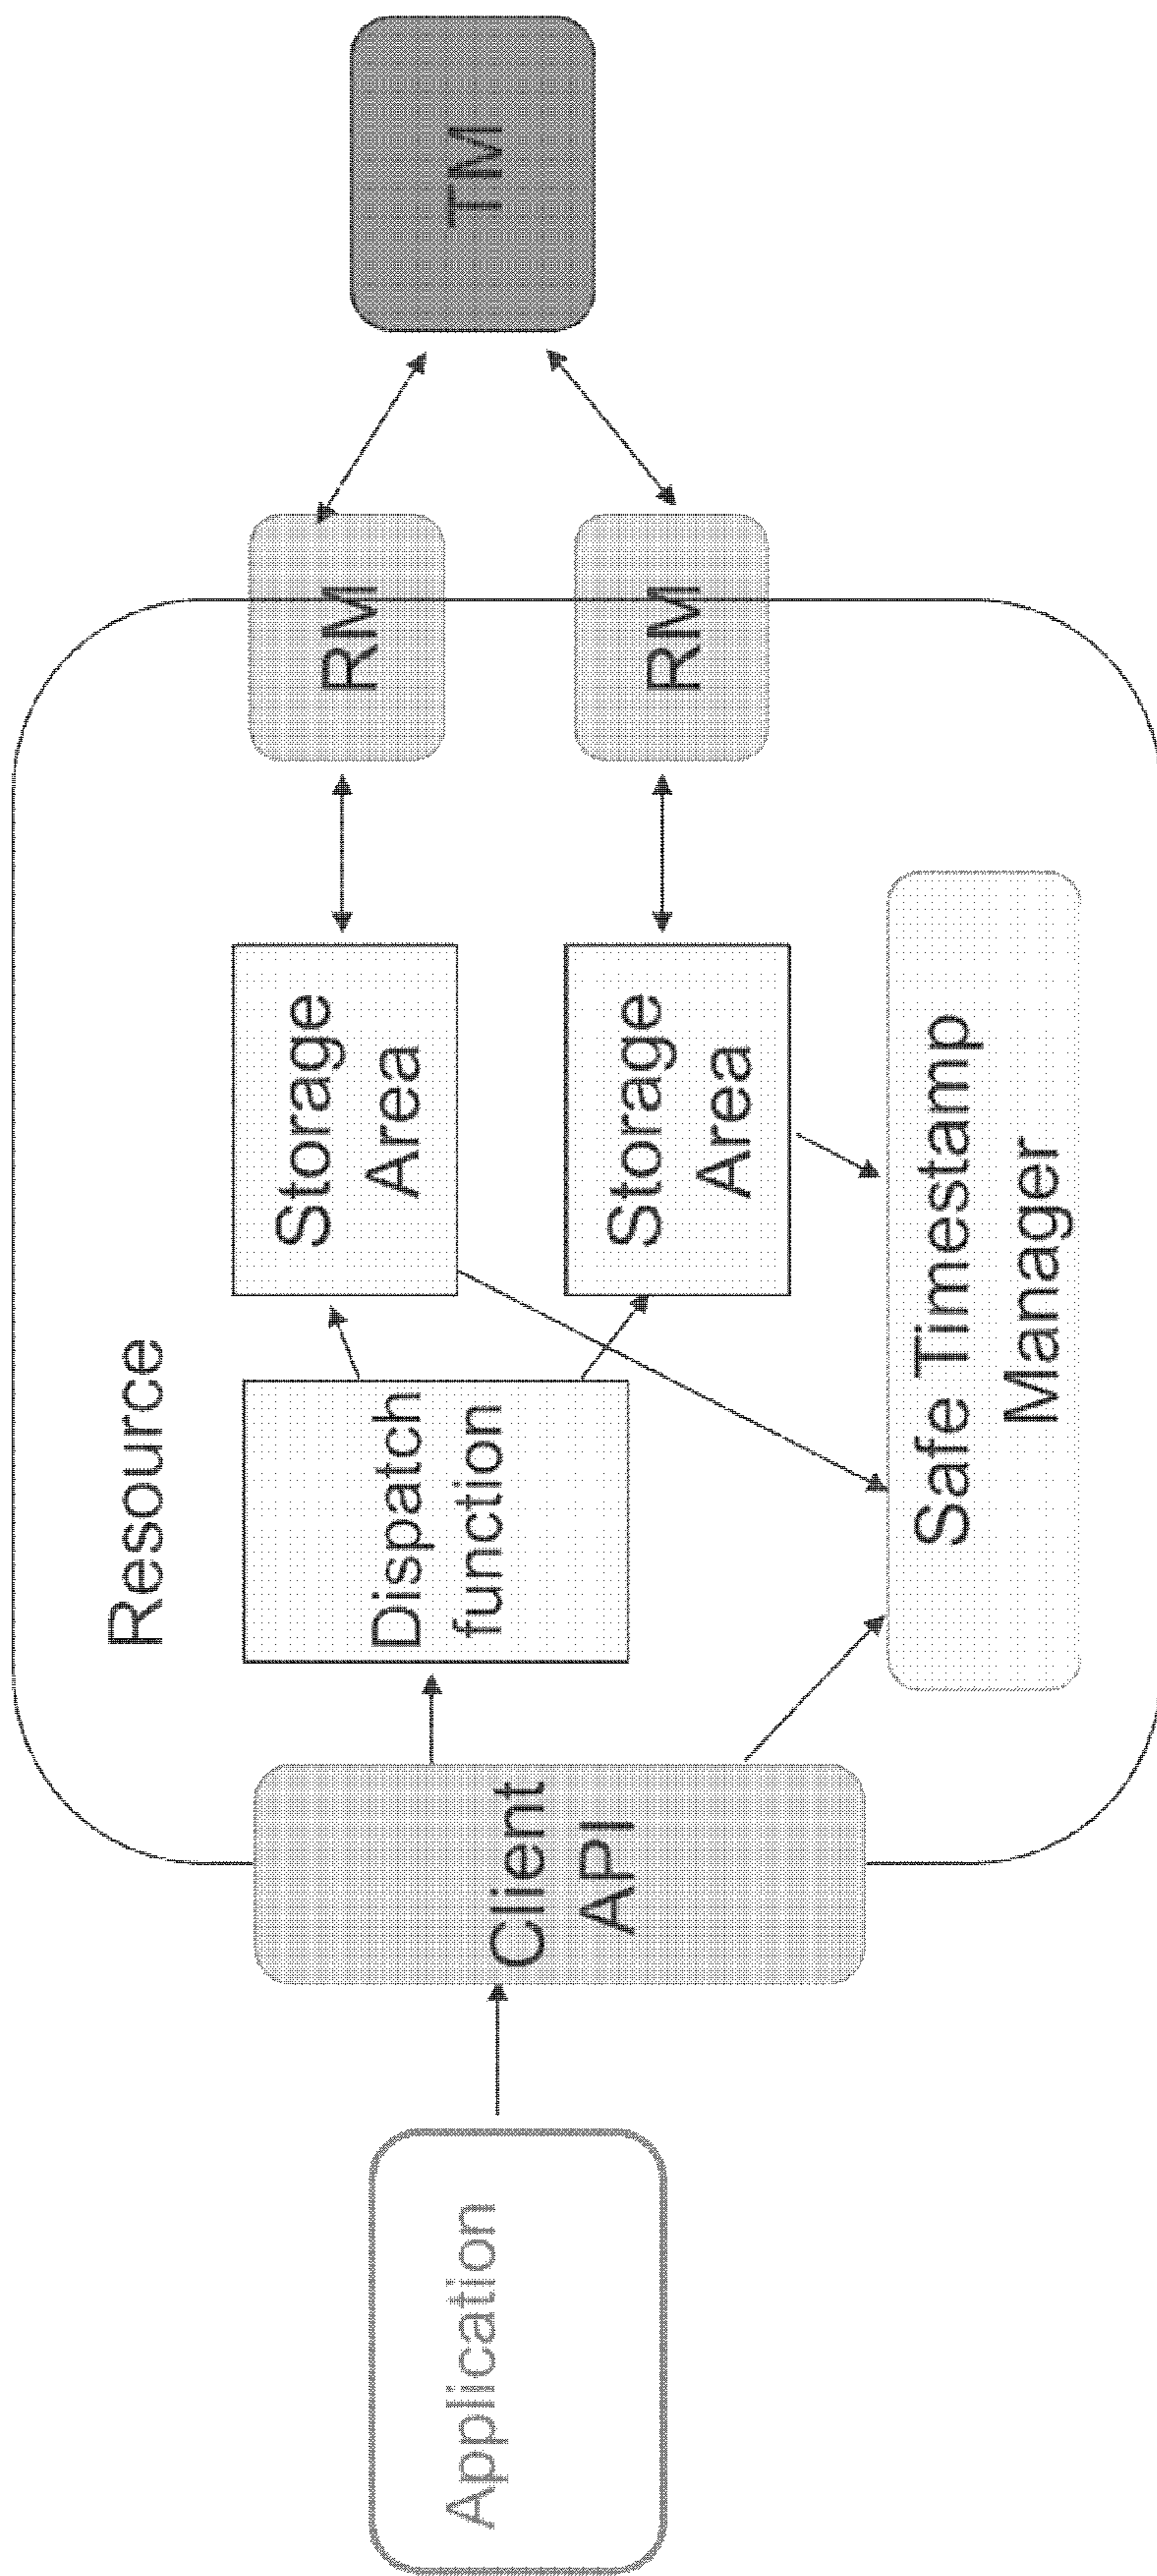 Resource
Application
Client
API
Dispatch
function
Storage
Area
Storage
Area
Safe Timestamp
Manager
RM
RM
TM